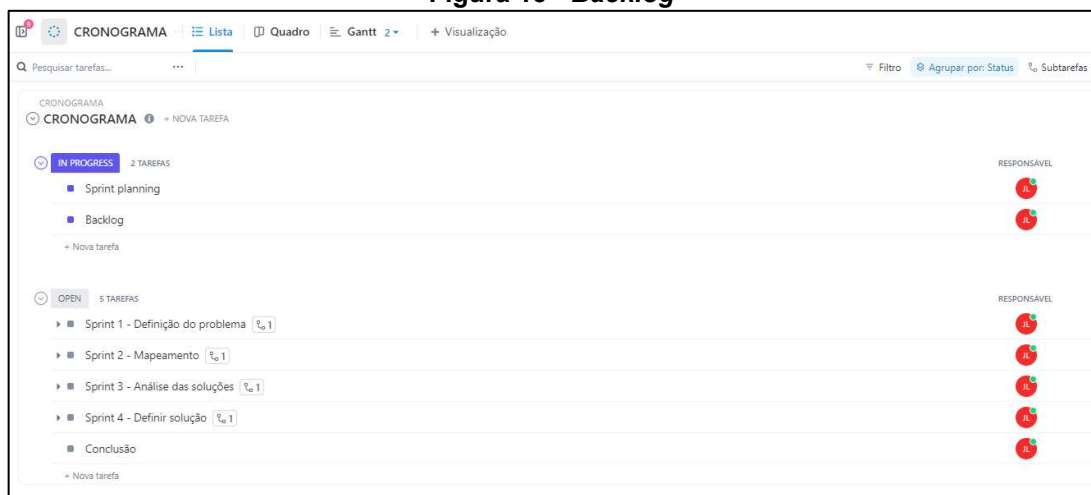 9 CRONOGRAMA Lista Quadro Gantt 2 + Visualização
Pesquisar tarefas... ... Filtro Agrupar por: Status Subtarefas
CRONOGRAMA
CRONOGRAMA + NOVA TAREFA
IN PROGRESS 2 TAREFAS RESPONSÁVEL
Sprint planning JL
Backlog JL
+ Nova tarefa
OPEN 5 TAREFAS RESPONSÁVEL
Sprint 1 - Definição do problema 1 JL
Sprint 2 - Mapeamento 1 JL
Sprint 3 - Análise das soluções 1 JL
Sprint 4 - Definir solução 1 JL
Conclusão JL
+ Nova tarefa